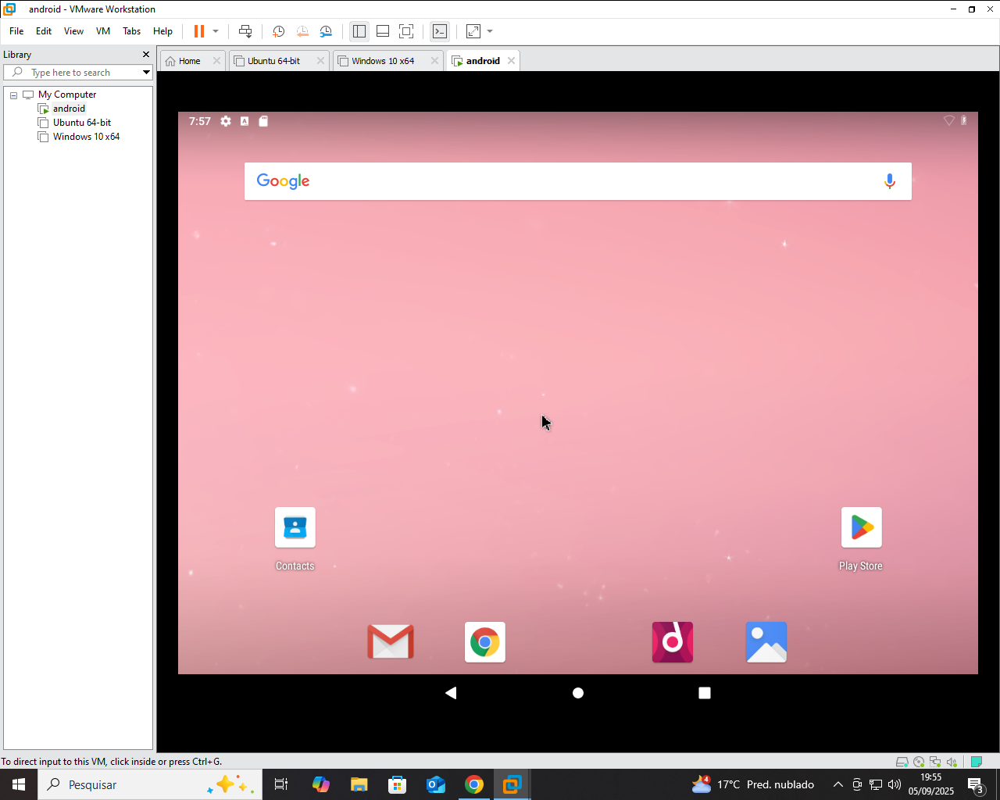 android - VMware Workstation
File Edit View VM Tabs Help
Library
Type here to search
My Computer
android
Ubuntu 64-bit
Windows 10 x64
Home
Ubuntu 64-bit
Windows 10 x64
android
7:57
A
Google
Contacts
Play Store
To direct input to this VM, click inside or press Ctrl+G.
Pesquisar
4
17°C Pred. nublado
19:55
05/09/2025
3